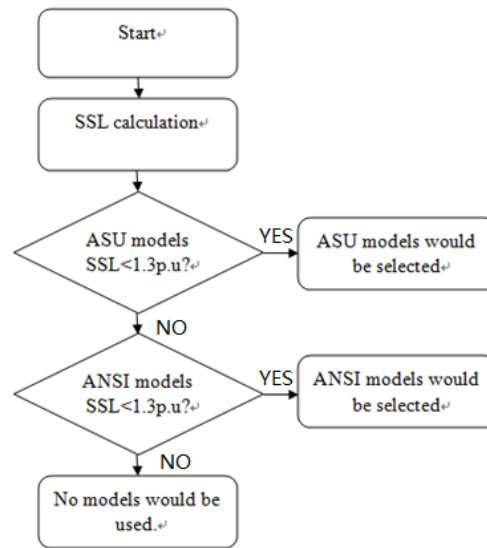 Start↵
SSL calculation↵
ASU models
SSL<1.3p.u?↵
YES
ASU models would
be selected↵
NO
ANSI models
SSL<1.3p.u?↵
YES
ANSI models would
be selected↵
NO
No models would be
used.↵